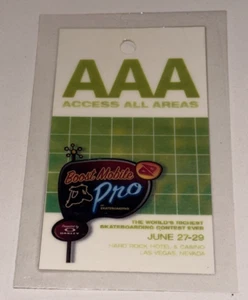 AAA
ACCESS ALL AREAS
Boost Mobile
Pro
THE WORLD'S HIGHEST
SKATEBOARDING CONTEST EVER
JUNE 27-29
HARD ROCK HOTEL & CASINO
LAS VEGAS, NEVADA